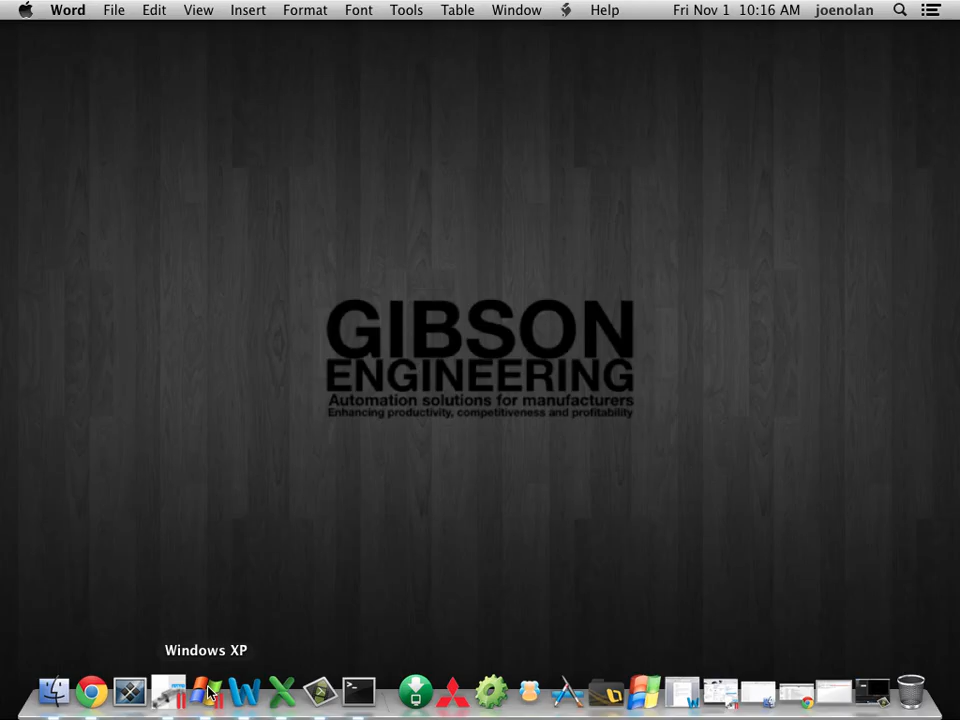 Word File Edit View Insert Format Font Tools Table Window Help Fri Nov 1 10:16 AM joenolan
GIBSON
ENGINEERING
Automation solutions for manufacturers
Enhancing productivity, competitiveness and profitability
Windows XP